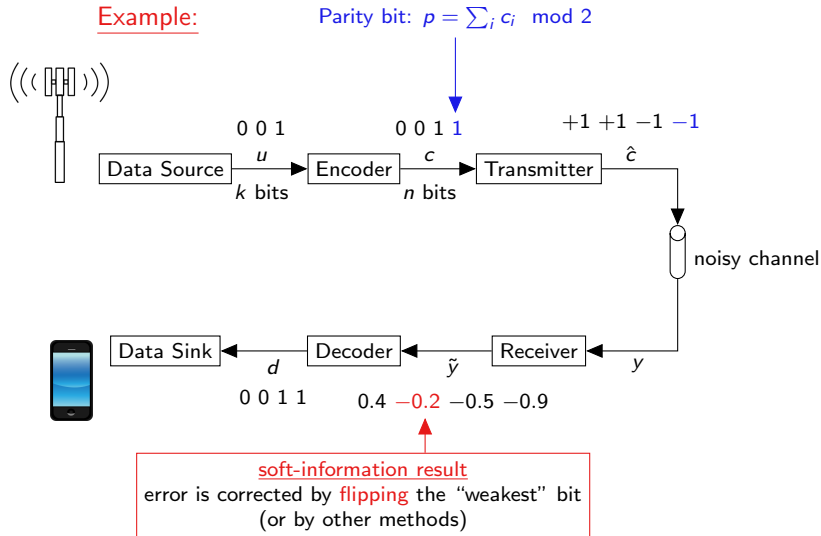 Example:
Parity bit: p = ∑ᵢ cᵢ mod 2
0 0 1
0 0 1 1
+1 +1 −1 −1
Data Source
u
k bits
Encoder
c
n bits
Transmitter
ĉ
noisy channel
Data Sink
d
Decoder
ỹ
Receiver
y
0 0 1 1
0.4 −0.2 −0.5 −0.9
soft-information result
error is corrected by flipping the “weakest” bit
(or by other methods)